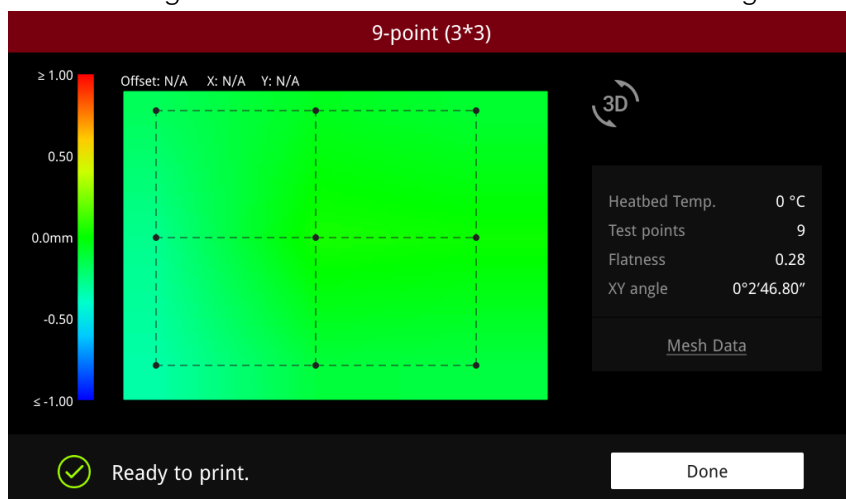 9-point (3*3)
≥ 1.00
0.50
0.0mm
-0.50
≤ -1.00
Offset: N/A X: N/A Y: N/A
3D
Heatbed Temp. 0 °C
Test points 9
Flatness 0.28
XY angle 0°2′46.80″
Mesh Data
Ready to print.
Done